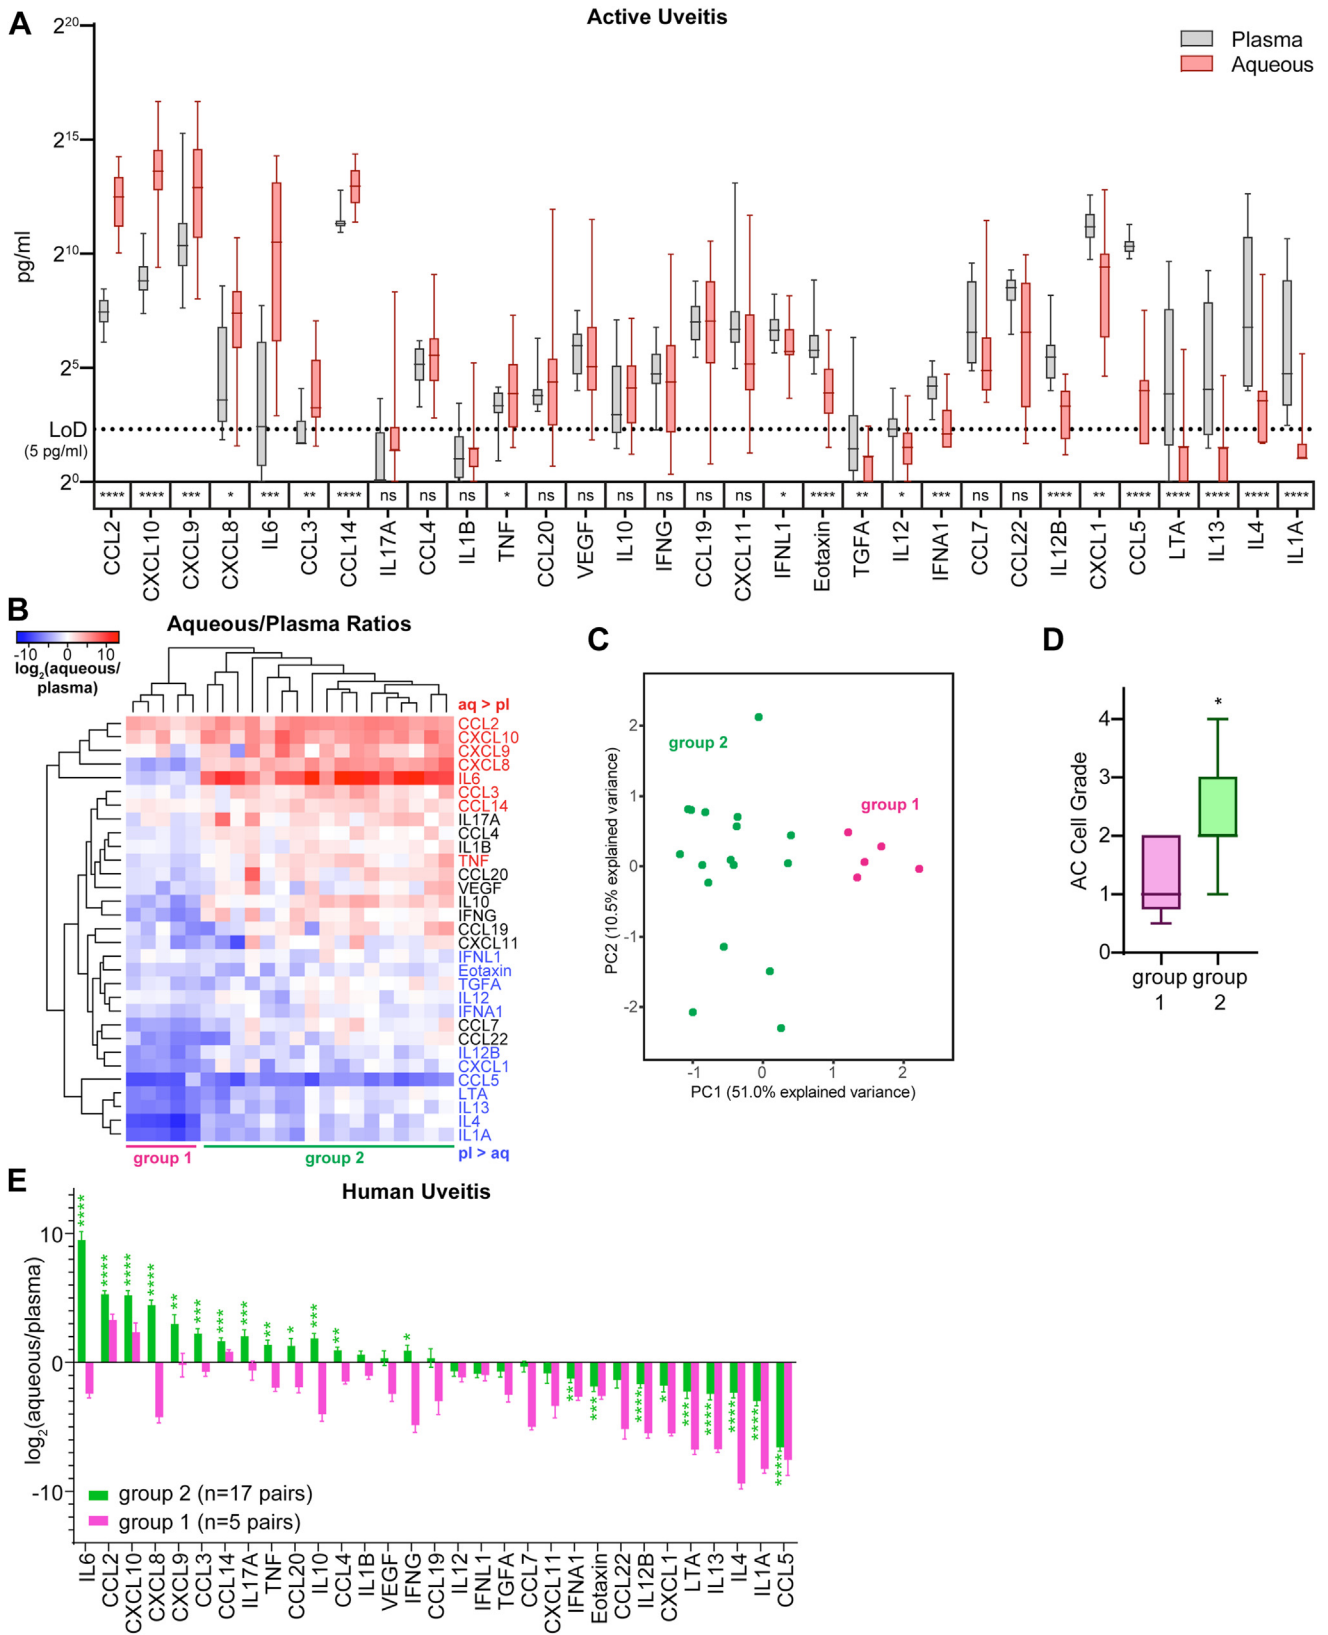 A
Active Uveitis
Plasma
Aqueous
2^20
2^15
2^10
2^5
2^0
pg/ml
LoD
(5 pg/ml)
**** **** *** * *** ** **** ns ns ns * ns ns ns ns ns ns * **** ** * *** ns ns **** ** **** **** **** **** ****
CCL2 CXCL10 CXCL9 CXCL8 IL6 CCL3 CCL14 IL17A CCL4 IL1B TNF CCL20 VEGF IL10 IFNG CCL19 CXCL11 IFNL1 Eotaxin TGFA IL12 IFNA1 CCL7 CCL22 IL12B CXCL1 CCL5 LTA IL13 IL4 IL1A
B
Aqueous/Plasma Ratios
-10 0 10
log2(aqueous/
plasma)
aq > pl
CCL2
CXCL10
CXCL9
CXCL8
IL6
CCL3
CCL14
IL17A
CCL4
IL1B
TNF
CCL20
VEGF
IL10
IFNG
CCL19
CXCL11
IFNL1
Eotaxin
TGFA
IL12
IFNA1
CCL7
CCL22
IL12B
CXCL1
CCL5
LTA
IL13
IL4
IL1A
pl > aq
group 1
group 2
C
group 2
group 1
2
1
0
-1
-2
PC2 (10.5% explained variance)
-1 0 1 2
PC1 (51.0% explained variance)
D
*
4
3
2
1
0
AC Cell Grade
group
1
group
2
E
Human Uveitis
10
0
-10
log2(aqueous/plasma)
**** **** **** **** ** *** *** *** ** * *** ** * ** *** **** * *** **** **** **** ****
group 2 (n=17 pairs)
group 1 (n=5 pairs)
IL6 CCL2 CXCL10 CXCL8 CXCL9 CCL3 CCL14 IL17A TNF CCL20 IL10 CCL4 IL1B VEGF IFNG CCL19 IL12 IFNL1 TGFA CCL7 CXCL11 IFNA1 Eotaxin CCL22 IL12B CXCL1 LTA IL13 IL4 IL1A CCL5